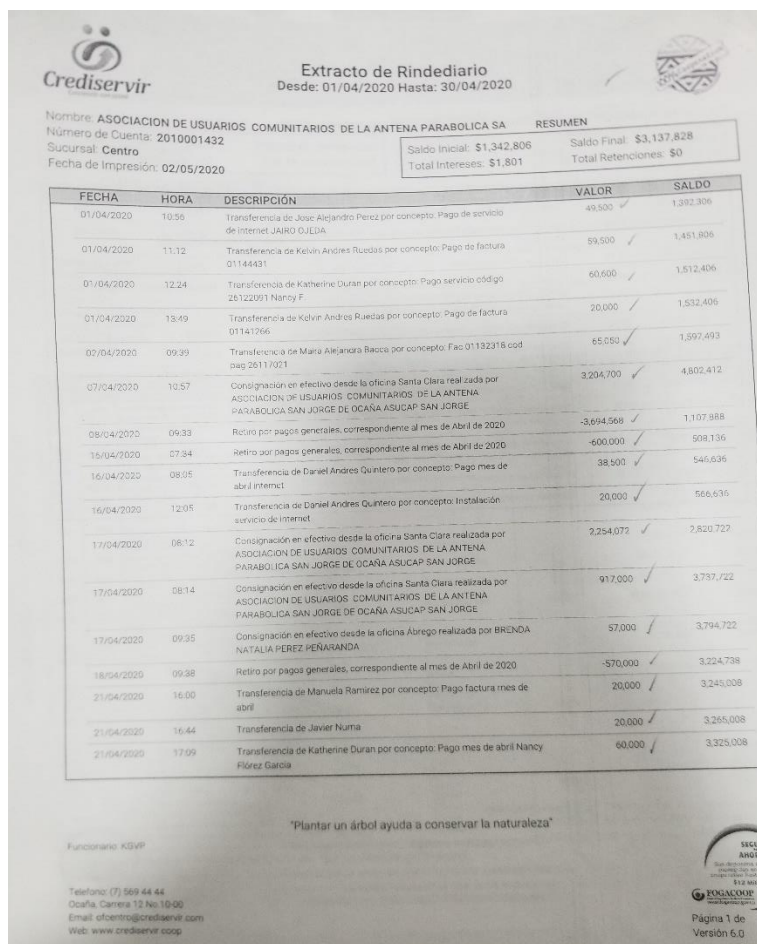 Crediservir
Extracto de Rindediario
Desde: 01/04/2020 Hasta: 30/04/2020
Nombre: ASOCIACION DE USUARIOS COMUNITARIOS DE LA ANTENA PARABOLICA SA
Número de Cuenta: 2010001432
Sucursal: Centro
Fecha de Impresión: 02/05/2020
RESUMEN
Saldo Inicial: $1,342,806 Saldo Final: $3,137,828
Total Intereses: $1,801 Total Retenciones: $0
FECHA HORA DESCRIPCIÓN VALOR SALDO
01/04/2020 10:56 Transferencia de Jose Alejandro Perez por concepto: Pago de servicio 49,500 1,392,306
de internet JAIRO OJEDA
01/04/2020 11:12 Transferencia de Kelvin Andres Ruedas por concepto: Pago de factura 59,500 1,451,806
01144431
01/04/2020 12:24 Transferencia de Katherine Duran por concepto: Pago servicio código 60,600 1,512,406
26122091 Nancy F.
01/04/2020 13:49 Transferencia de Kelvin Andres Ruedas por concepto: Pago de factura 20,000 1,532,406
01141266
02/04/2020 09:39 Transferencia de Maira Alejandra Bacca por concepto: Fac 01132318 cod 65,050 1,597,493
pag 26117021
07/04/2020 10:57 Consignación en efectivo desde la oficina Santa Clara realizada por 3,204,700 4,802,412
ASOCIACION DE USUARIOS COMUNITARIOS DE LA ANTENA
PARABOLICA SAN JORGE DE OCAÑA ASUCAP SAN JORGE
08/04/2020 09:33 Retiro por pagos generales, correspondiente al mes de Abril de 2020 -3,694,568 1,107,888
15/04/2020 07:34 Retiro por pagos generales, correspondiente al mes de Abril de 2020 -600,000 508,136
16/04/2020 08:05 Transferencia de Daniel Andres Quintero por concepto: Pago mes de 38,500 546,636
abril internet
16/04/2020 12:05 Transferencia de Daniel Andres Quintero por concepto: Instalación 20,000 566,636
servicio de internet
17/04/2020 08:12 Consignación en efectivo desde la oficina Santa Clara realizada por 2,254,072 2,820,722
ASOCIACION DE USUARIOS COMUNITARIOS DE LA ANTENA
PARABOLICA SAN JORGE DE OCAÑA ASUCAP SAN JORGE
17/04/2020 08:14 Consignación en efectivo desde la oficina Santa Clara realizada por 917,000 3,737,722
ASOCIACION DE USUARIOS COMUNITARIOS DE LA ANTENA
PARABOLICA SAN JORGE DE OCAÑA ASUCAP SAN JORGE
17/04/2020 09:35 Consignación en efectivo desde la oficina Ábrego realizada por BRENDA 57,000 3,794,722
NATALIA PEREZ PEÑARANDA
18/04/2020 09:38 Retiro por pagos generales, correspondiente al mes de Abril de 2020 -570,000 3,224,738
21/04/2020 16:00 Transferencia de Manuela Ramirez por concepto: Pago factura mes de 20,000 3,245,008
abril
21/04/2020 16:44 Transferencia de Javier Numa 20,000 3,265,008
21/04/2020 17:09 Transferencia de Katherine Duran por concepto: Pago mes de abril Nancy 60,000 3,325,008
Flórez Garcia
"Plantar un árbol ayuda a conservar la naturaleza"
Funcionario KGVP
Telefono: (7) 569 44 44
Ocaña, Carrera 12 No 10-00
Email: ofcentro@crediservir.com
Web: www.crediservir.coop
FOGACOOP
Página 1 de
Versión 6.0